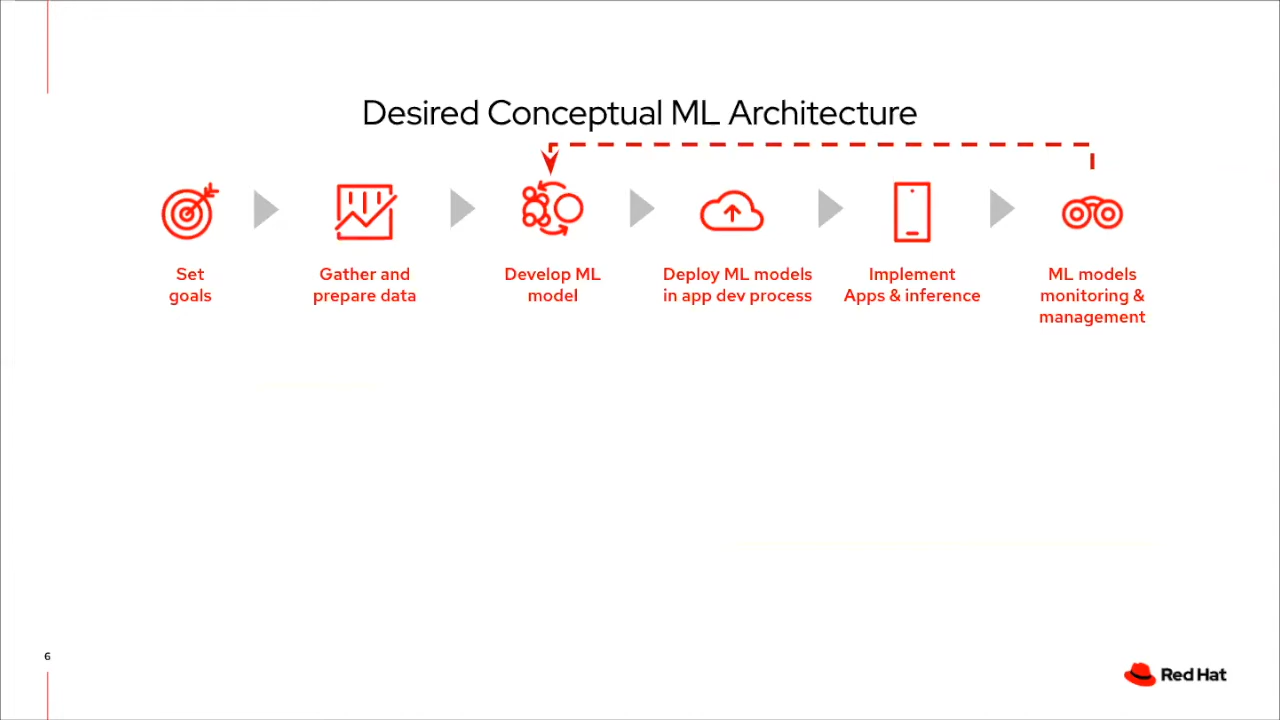 Desired Conceptual ML Architecture
Set
goals
Gather and
prepare data
Develop ML
model
Deploy ML models
in app dev process
Implement
Apps & inference
ML models
monitoring &
management
6
Red Hat